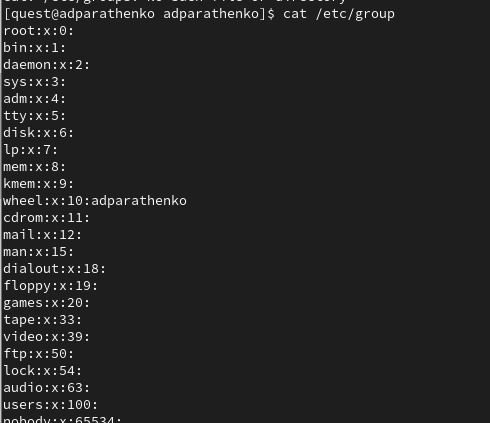 [quest@adparathenko adparathenko]$ cat /etc/group
root:x:0:
bin:x:1:
daemon:x:2:
sys:x:3:
adm:x:4:
tty:x:5:
disk:x:6:
lp:x:7:
mem:x:8:
kmem:x:9:
wheel:x:10:adparathenko
cdrom:x:11:
mail:x:12:
man:x:15:
dialout:x:18:
floppy:x:19:
games:x:20:
tape:x:33:
video:x:39:
ftp:x:50:
lock:x:54:
audio:x:63:
users:x:100:
nobody:x:65534: